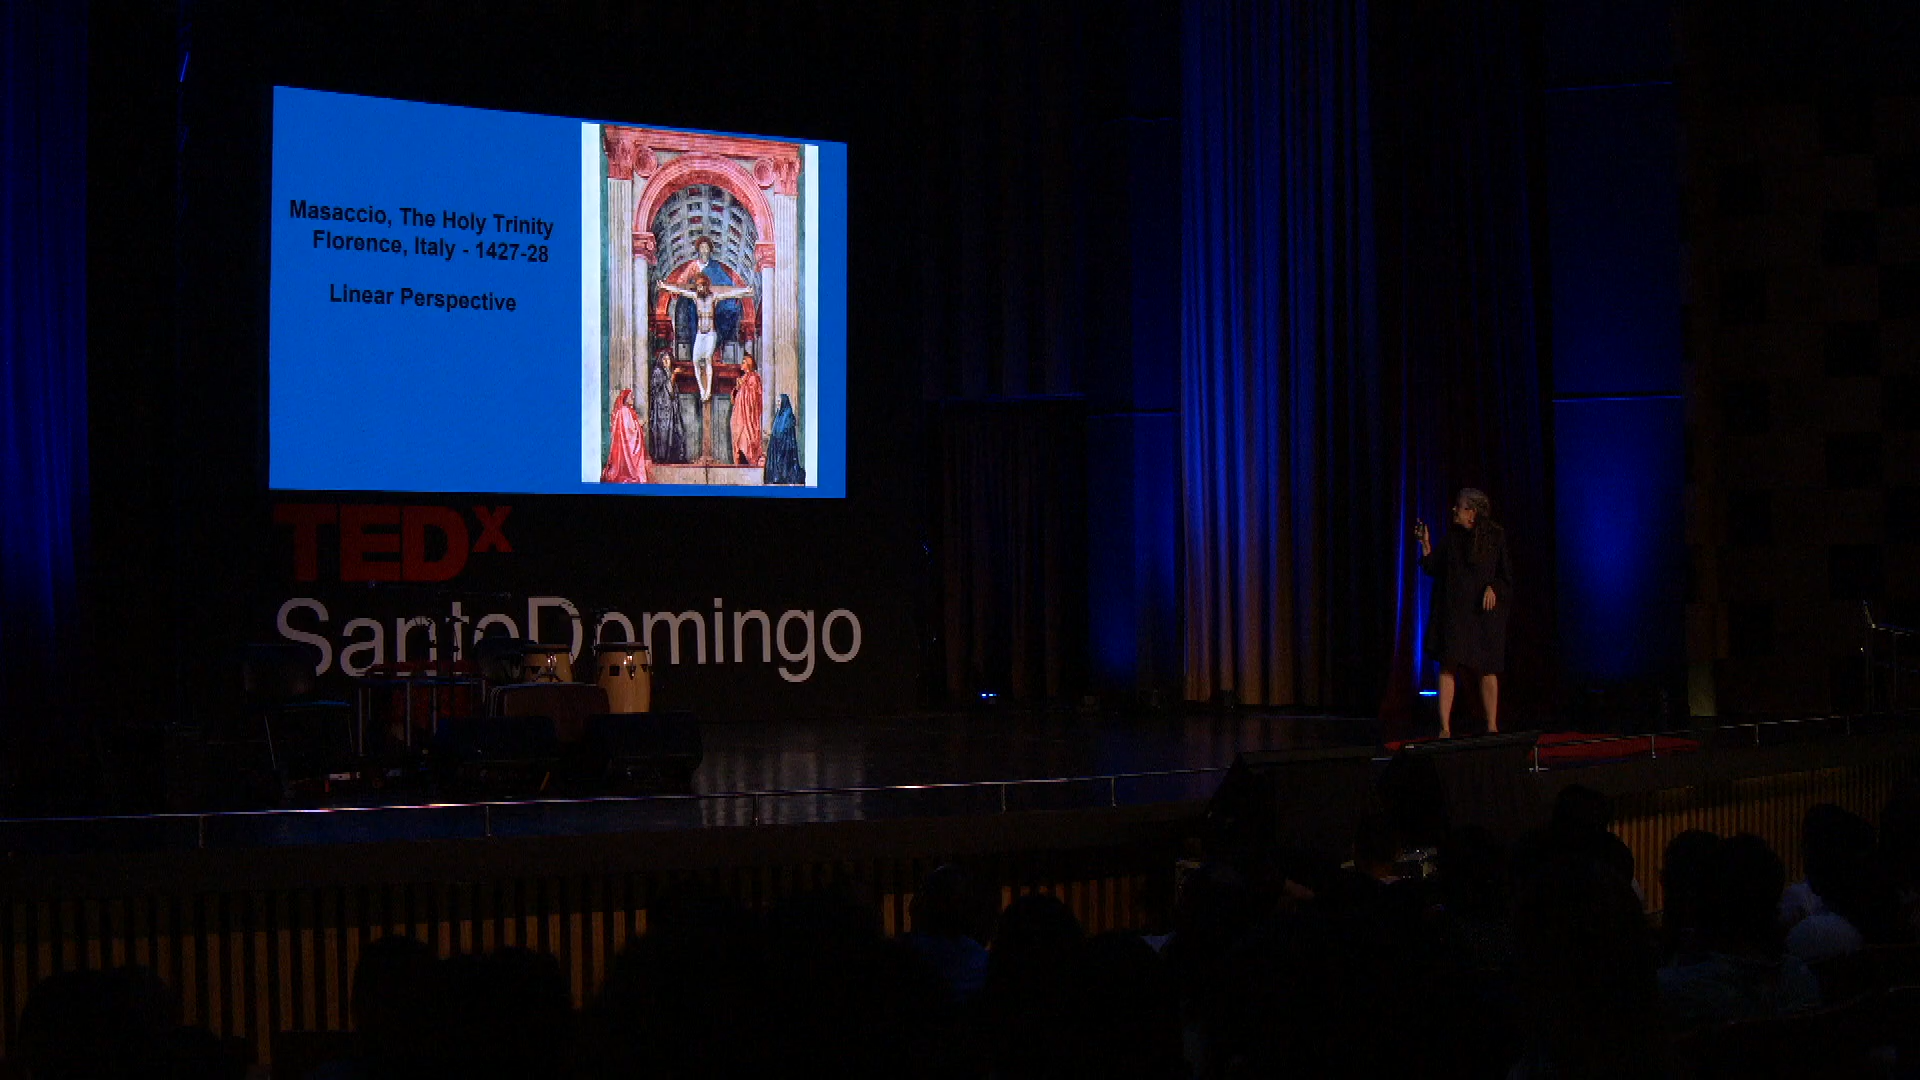 Masaccio, The Holy Trinity
Florence, Italy - 1427-28
Linear Perspective
TEDx
SantoDomingo